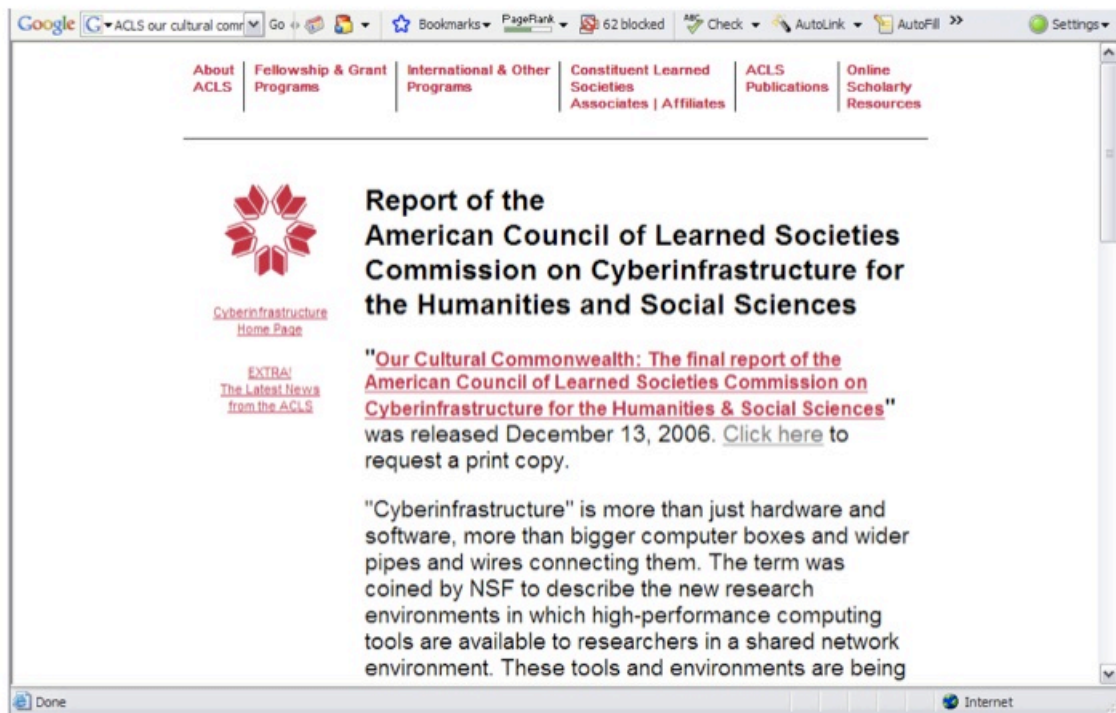 Google G ACLS our cultural comm Go Bookmarks PageRank 62 blocked ABC Check AutoLink AutoFill » Settings
About Fellowship & Grant International & Other Constituent Learned ACLS Online
ACLS Programs Programs Societies Publications Scholarly
Associates | Affiliates Resources
Report of the
American Council of Learned Societies
Commission on Cyberinfrastructure for
the Humanities and Social Sciences
Cyberinfrastructure
Home Page
EXTRA!
The Latest News
from the ACLS
"Our Cultural Commonwealth: The final report of the
American Council of Learned Societies Commission on
Cyberinfrastructure for the Humanities & Social Sciences"
was released December 13, 2006. Click here to
request a print copy.
"Cyberinfrastructure" is more than just hardware and
software, more than bigger computer boxes and wider
pipes and wires connecting them. The term was
coined by NSF to describe the new research
environments in which high-performance computing
tools are available to researchers in a shared network
environment. These tools and environments are being
Done Internet